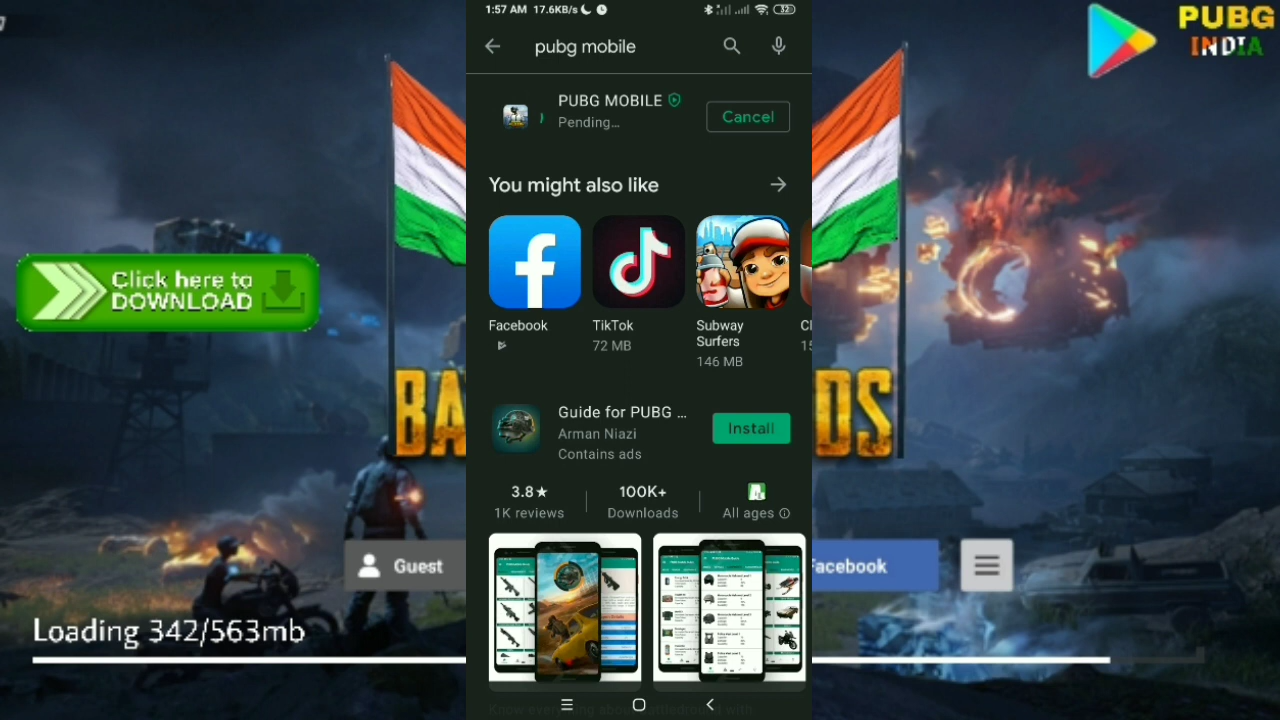 1:57 AM 17.6KB/s
32
pubg mobile
PUBG MOBILE
Pending...
Cancel
You might also like
Facebook
TikTok
72 MB
Subway
Surfers
146 MB
Guide for PUBG ...
Arman Niazi
Contains ads
Install
3.8★
1K reviews
100K+
Downloads
All ages
PUBG
INDIA
Click here to
DOWNLOAD
BA
DS
Guest
Facebook
Loading 342/563mb